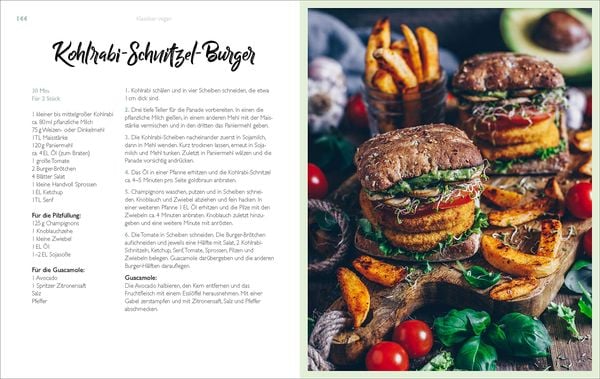 144
Klassiker vegan
Kohlrabi-Schnitzel-Burger
30 Min.
Für 2 Stück
1 kleiner bis mittelgroßer Kohlrabi
ca. 80 ml pflanzliche Milch
75 g Weizen- oder Dinkelmehl
1 TL Maisstärke
120 g Paniermehl
ca. 4 EL Öl (zum Braten)
1 große Tomate
2 Burger-Brötchen
4 Blätter Salat
1 kleine Handvoll Sprossen
1 EL Ketchup
1 TL Senf
Für die Pilzfüllung:
125 g Champignons
1 Knoblauchzehe
1 kleine Zwiebel
1 EL Öl
1–2 EL Sojasoße
Für die Guacamole:
1 Avocado
1 Spritzer Zitronensaft
Salz
Pfeffer
1. Kohlrabi schälen und in vier Scheiben schneiden, die etwa
1 cm dick sind.
2. Drei tiefe Teller für die Panade vorbereiten. In einen die
pflanzliche Milch gießen, in einem anderen Mehl mit der Mais-
stärke vermischen und in den dritten das Paniermehl geben.
3. Die Kohlrabi-Scheiben nacheinander zuerst in Sojamilch,
dann in Mehl wenden. Kurz trocknen lassen, erneut in Soja-
milch und Mehl tunken. Zuletzt in Paniermehl wälzen und die
Panade vorsichtig andrücken.
4. Das Öl in einer Pfanne erhitzen und die Kohlrabi-Schnitzel
ca. 4–5 Minuten pro Seite goldbraun anbraten.
5. Champignons waschen, putzen und in Scheiben schnei-
den. Knoblauch und Zwiebel abziehen und fein hacken. In
einer weiteren Pfanne 1 EL Öl erhitzen und die Pilze mit den
Zwiebeln ca. 4 Minuten anbraten. Knoblauch zuletzt hinzu-
geben und eine weitere Minute anrösten.
6. Die Tomate in Scheiben schneiden. Die Burger-Brötchen
aufschneiden und jeweils eine Hälfte mit Salat, 2 Kohlrabi-
Schnitzeln, Ketchup, Senf, Tomate, Sprossen, Pilzen und
Zwiebeln belegen. Guacamole darübergeben und die andere
Burger-Hälften darauflegen.
Guacamole:
Die Avocado halbieren, den Kern entfernen und das
Fruchtfleisch mit einem Esslöffel herausnehmen. Mit einer
Gabel zerstampfen und mit Zitronensaft, Salz und Pfeffer
abschmecken.